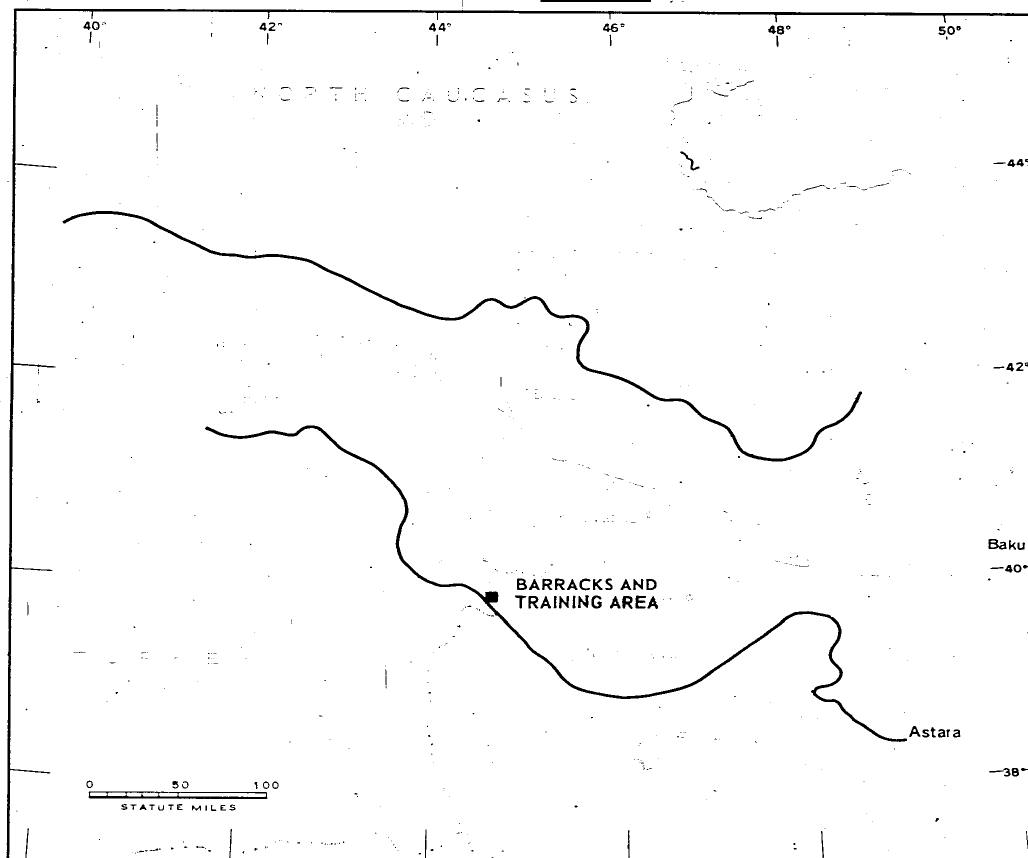 40° 42° 44° 46° 48° 50°
NORTH CAUCASUS
44°
42°
Baku
40°
BARRACKS AND
TRAINING AREA
Astara
38°
0 50 100
STATUTE MILES